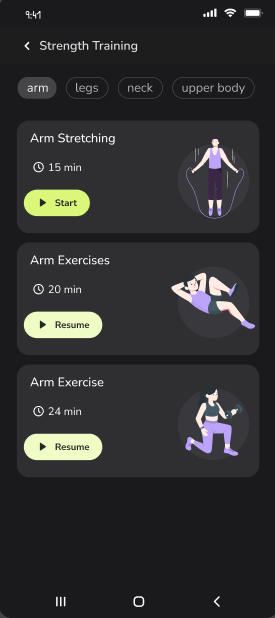 9:41
Strength Training
arm legs neck upper body
Arm Stretching
15 min
Start
Arm Exercises
20 min
Resume
Arm Exercise
24 min
Resume